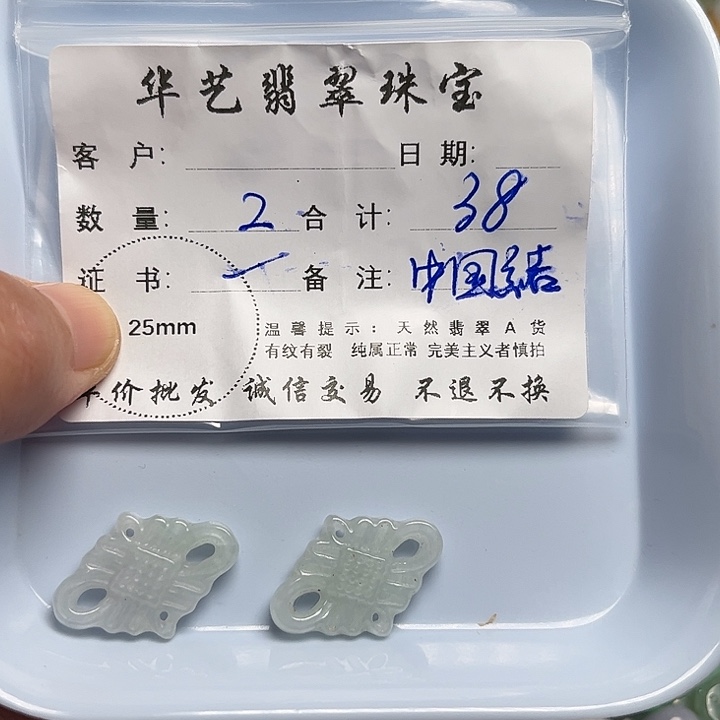 华艺翡翠珠宝
客 户: 日 期:
数 量: 2 合 计: 38
证 书: 备 注: 中国结
25mm 温馨提示: 天然翡翠A货
有纹有裂 纯属正常 完美主义者慎拍
价批发 诚信交易 不退不换